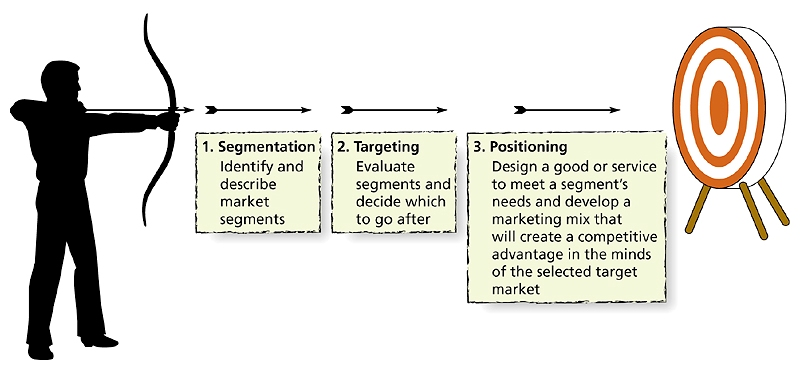 1. Segmentation
Identify and
describe
market
segments
2. Targeting
Evaluate
segments and
decide which
to go after
3. Positioning
Design a good or service
to meet a segment's
needs and develop a
marketing mix that
will create a competitive
advantage in the minds
of the selected target
market